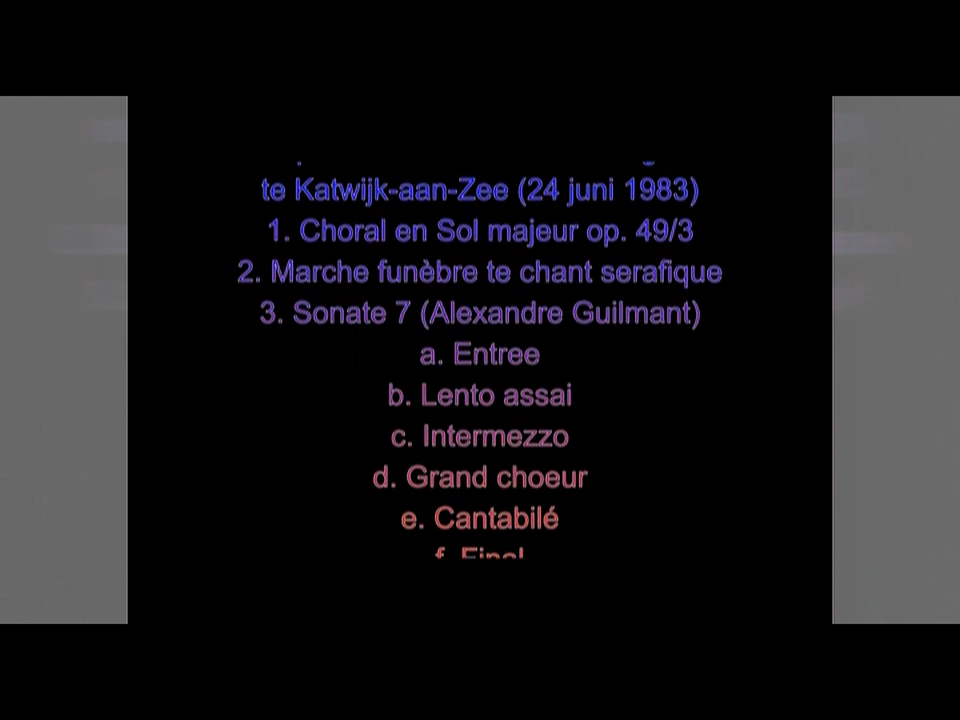 te Katwijk-aan-Zee (24 juni 1983)
1. Choral en Sol majeur op. 49/3
2. Marche funèbre te chant serafique
3. Sonate 7 (Alexandre Guilmant)
a. Entree
b. Lento assai
c. Intermezzo
d. Grand choeur
e. Cantabilé
f. Final